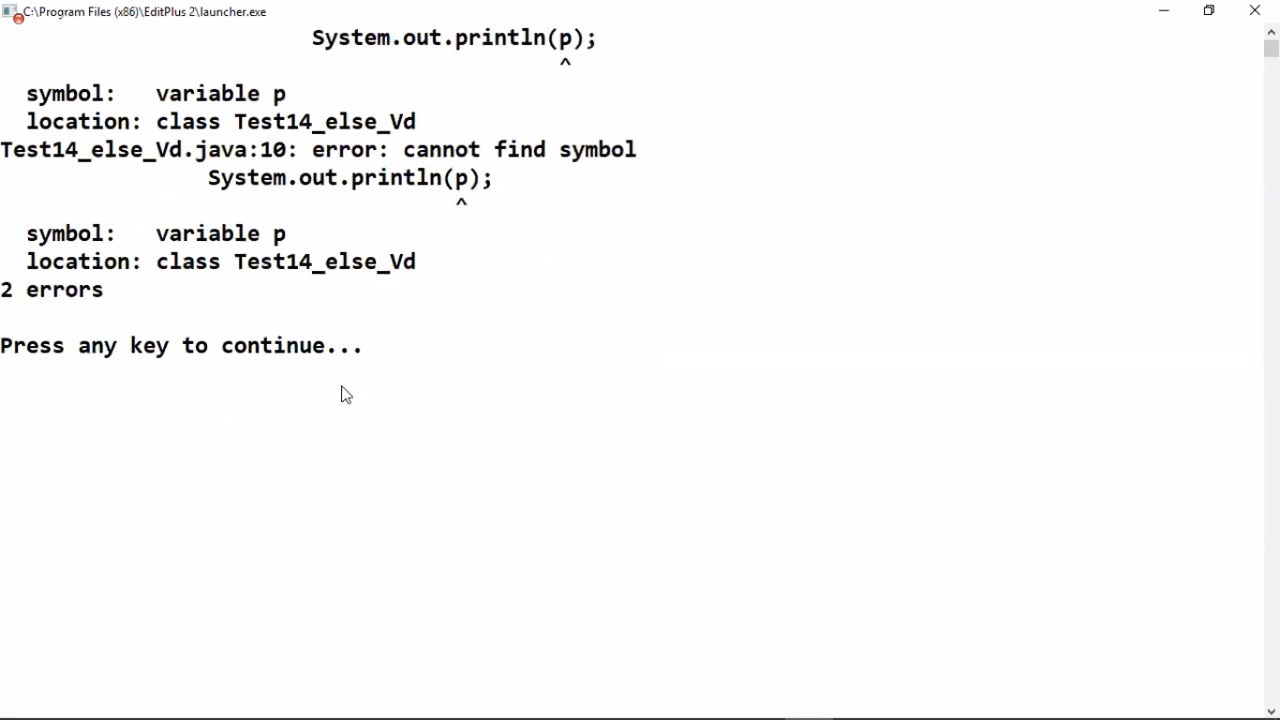 C:\Program Files (x86)\EditPlus 2\launcher.exe
System.out.println(p);
^
symbol:   variable p
location: class Test14_else_Vd
Test14_else_Vd.java:10: error: cannot find symbol
System.out.println(p);
^
symbol:   variable p
location: class Test14_else_Vd
2 errors
Press any key to continue...